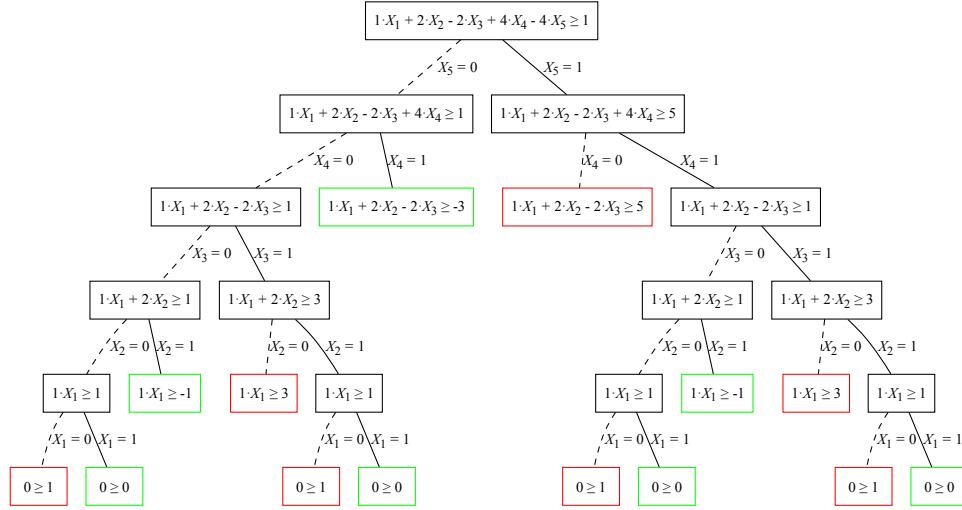 1·X₁ + 2·X₂ - 2·X₃ + 4·X₄ - 4·X₅ ≥ 1
X₅ = 0
X₅ = 1
1·X₁ + 2·X₂ - 2·X₃ + 4·X₄ ≥ 1
1·X₁ + 2·X₂ - 2·X₃ + 4·X₄ ≥ 5
X₄ = 0
X₄ = 1
X₄ = 0
X₄ = 1
1·X₁ + 2·X₂ - 2·X₃ ≥ 1
1·X₁ + 2·X₂ - 2·X₃ ≥ -3
1·X₁ + 2·X₂ - 2·X₃ ≥ 5
1·X₁ + 2·X₂ - 2·X₃ ≥ 1
X₃ = 0
X₃ = 1
X₃ = 0
X₃ = 1
1·X₁ + 2·X₂ ≥ 1
1·X₁ + 2·X₂ ≥ 3
1·X₁ + 2·X₂ ≥ 1
1·X₁ + 2·X₂ ≥ 3
X₂ = 0
X₂ = 1
X₂ = 0
X₂ = 1
X₂ = 0
X₂ = 1
X₂ = 0
X₂ = 1
1·X₁ ≥ 1
1·X₁ ≥ -1
1·X₁ ≥ 3
1·X₁ ≥ 1
1·X₁ ≥ 1
1·X₁ ≥ -1
1·X₁ ≥ 3
1·X₁ ≥ 1
X₁ = 0
X₁ = 1
X₁ = 0
X₁ = 1
X₁ = 0
X₁ = 1
X₁ = 0
X₁ = 1
0 ≥ 1
0 ≥ 0
0 ≥ 1
0 ≥ 0
0 ≥ 1
0 ≥ 0
0 ≥ 1
0 ≥ 0